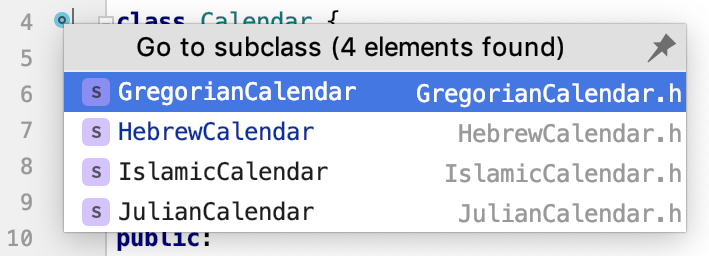 4 class Calendar {
5 Go to subclass (4 elements found)
6 S GregorianCalendar GregorianCalendar.h
7 S HebrewCalendar HebrewCalendar.h
8 S IslamicCalendar IslamicCalendar.h
9 S JulianCalendar JulianCalendar.h
10 public: